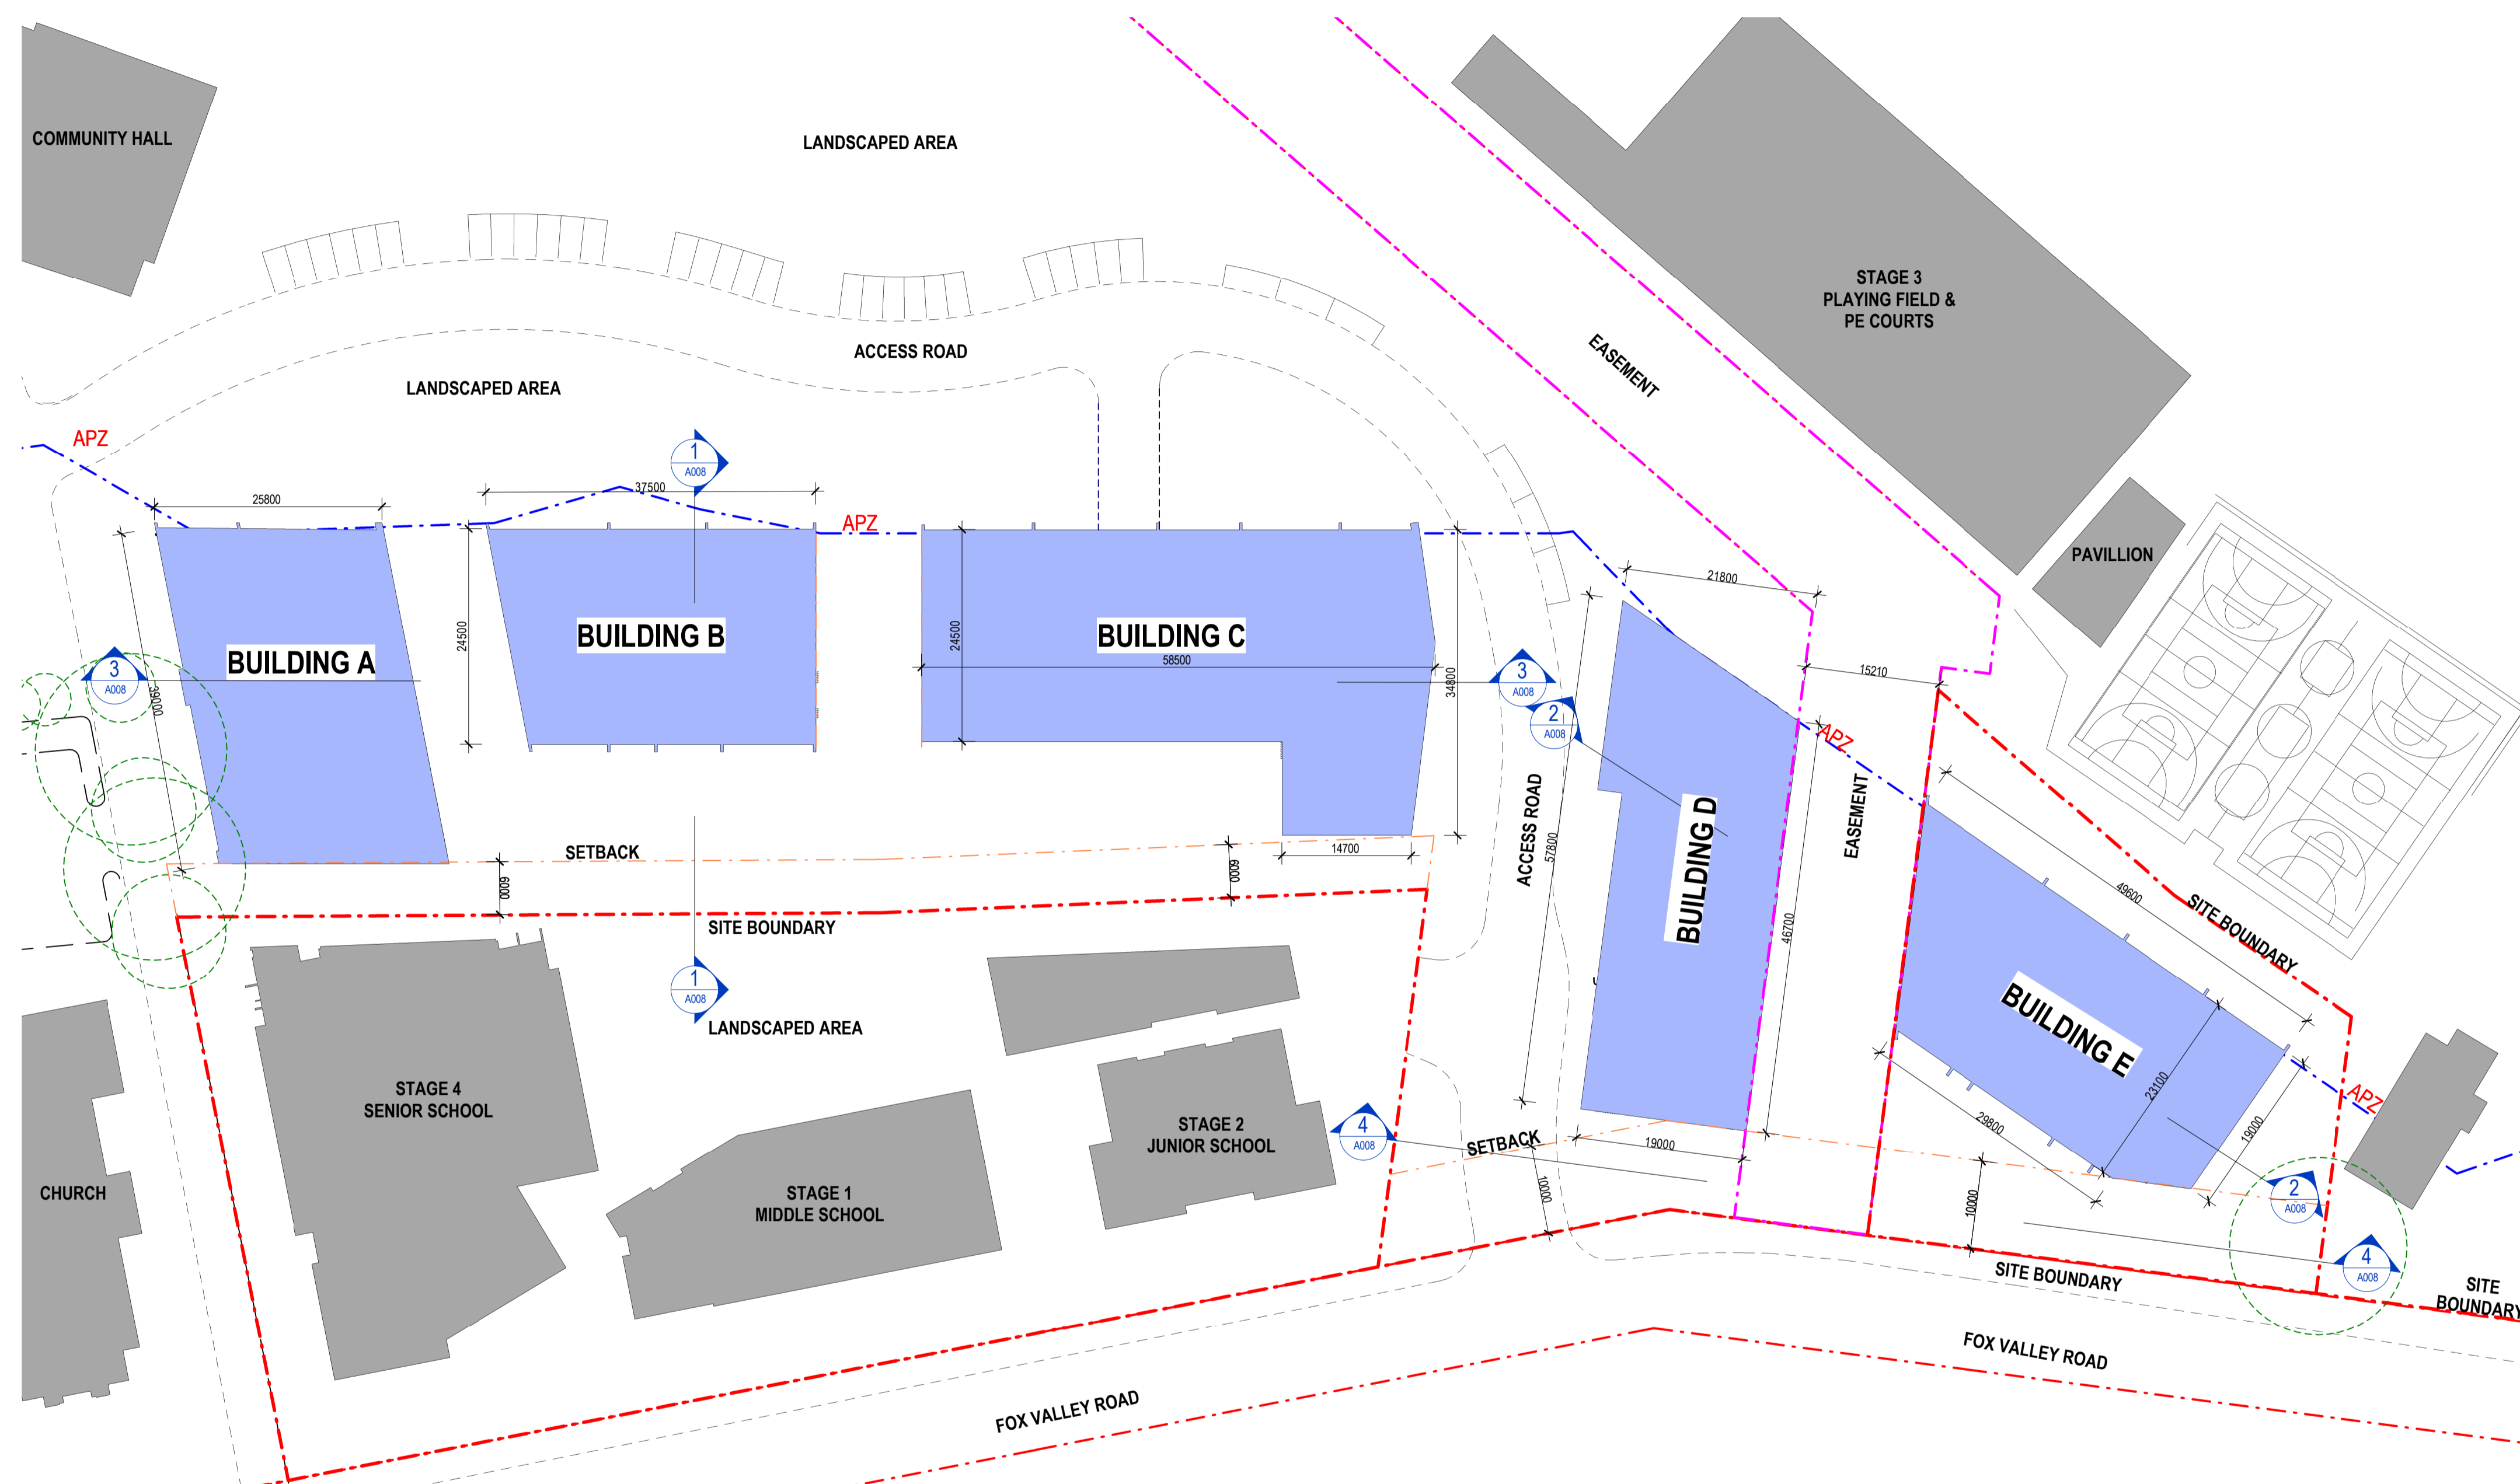 COMMUNITY HALL
LANDSCAPED AREA
STAGE 3
PLAYING FIELD &
PE COURTS
EASEMENT
ACCESS ROAD
LANDSCAPED AREA
APZ
1
A008
37500
25800
APZ
PAVILLION
21800
24500
BUILDING B
24500
BUILDING C
58500
34800
BUILDING A
3
A008
39000
3
A008
2
A008
15210
APZ
EASEMENT
ACCESS ROAD
57800
BUILDING D
46700
SETBACK
6000
6000
14700
SITE BOUNDARY
49600
SITE BOUNDARY
1
A008
LANDSCAPED AREA
BUILDING E
23100
29800
19000
APZ
STAGE 4
SENIOR SCHOOL
STAGE 2
JUNIOR SCHOOL
4
A008
SETBACK
19000
10000
10000
2
A008
CHURCH
STAGE 1
MIDDLE SCHOOL
4
A008
SITE BOUNDARY
SITE
BOUNDARY
FOX VALLEY ROAD
FOX VALLEY ROAD